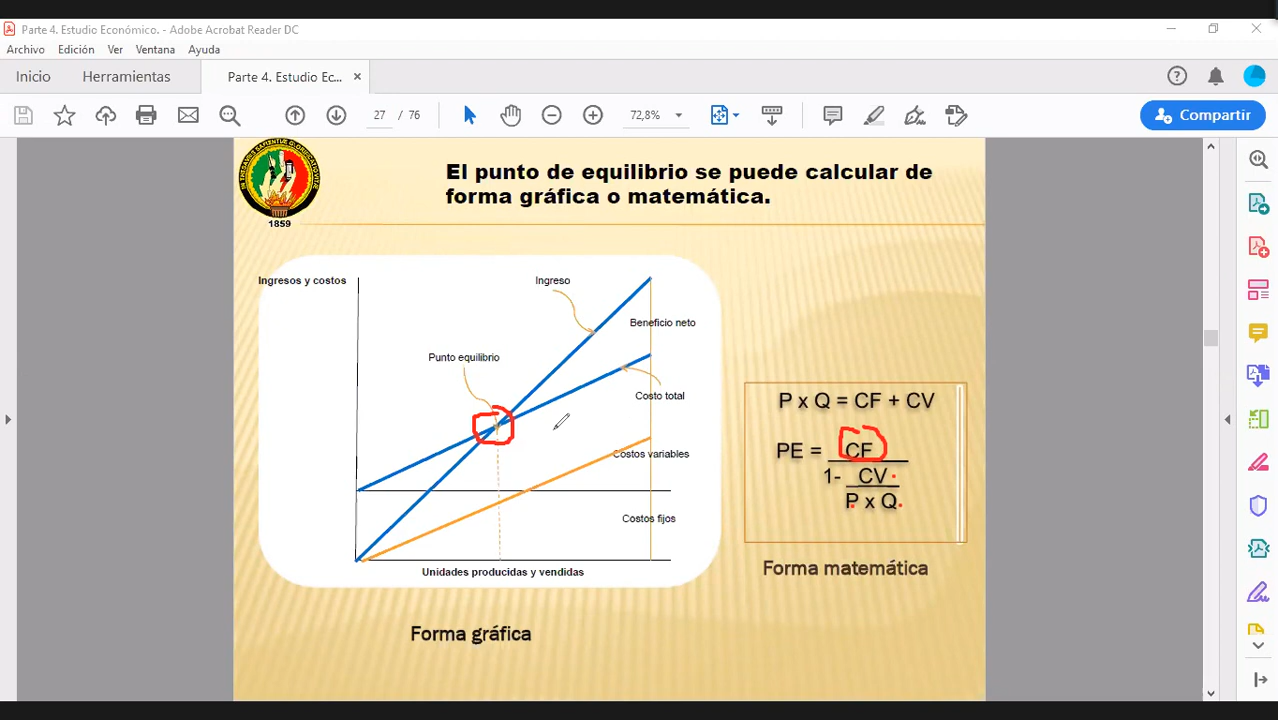 Parte 4. Estudio Económico. - Adobe Acrobat Reader DC
Archivo Edición Ver Ventana Ayuda
Inicio Herramientas Parte 4. Estudio Ec... ×
27 / 76 72,8% Compartir
El punto de equilibrio se puede calcular de
forma gráfica o matemática.
1859
Ingresos y costos
Ingreso
Beneficio neto
Punto equilibrio
Costo total
Costos variables
Costos fijos
Unidades producidas y vendidas
Forma gráfica
P x Q = CF + CV
PE = CF
1- CV
P x Q
Forma matemática